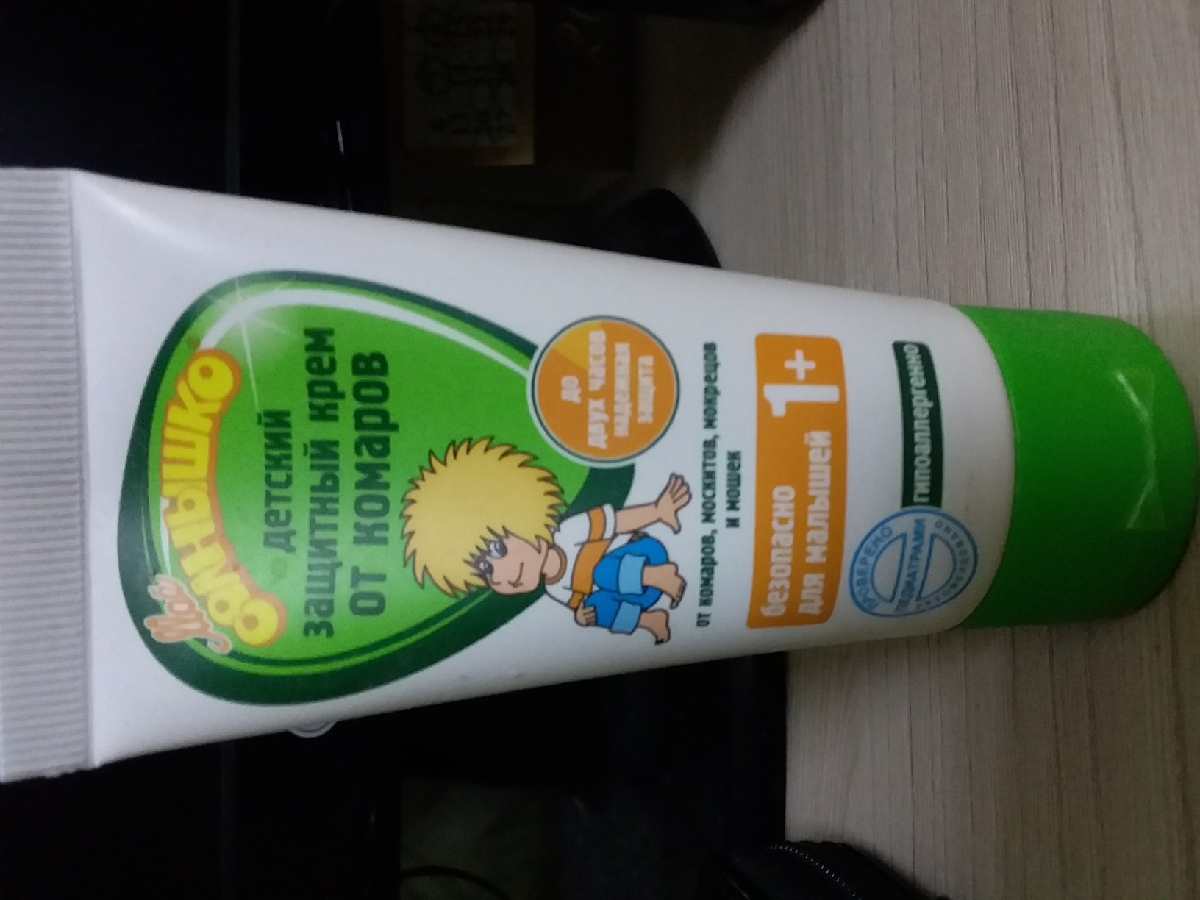 Моё
Солнышко
детский
защитный крем
от комаров
до
двух часов
надежная
защита
от комаров, москитов, мокрецов
и мошек
безопасно
для малышей
1+
гипоаллергенно
ПРОВЕРЕНО
ПЕДИАТРАМИ